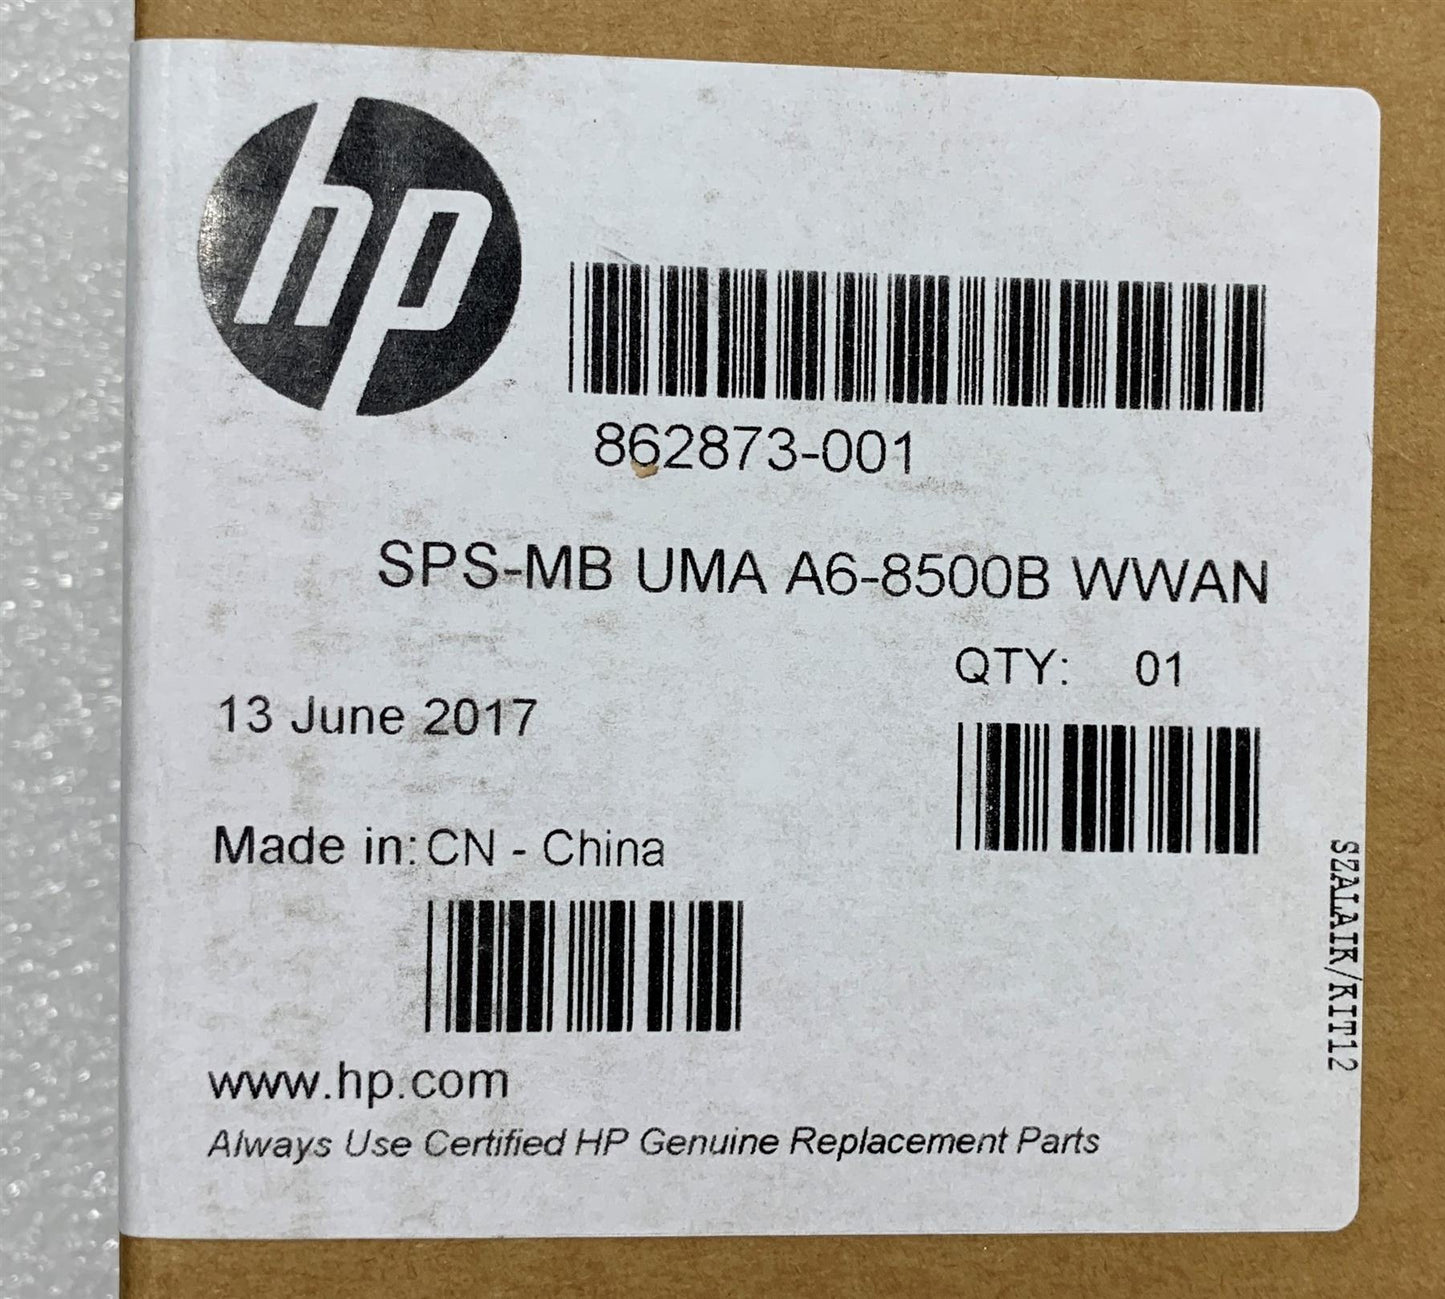 hp
862873-001
SPS-MB UMA A6-8500B WWAN
QTY: 01
13 June 2017
Made in: CN - China
www.hp.com
Always Use Certified HP Genuine Replacement Parts
SZALAIK/KIT12